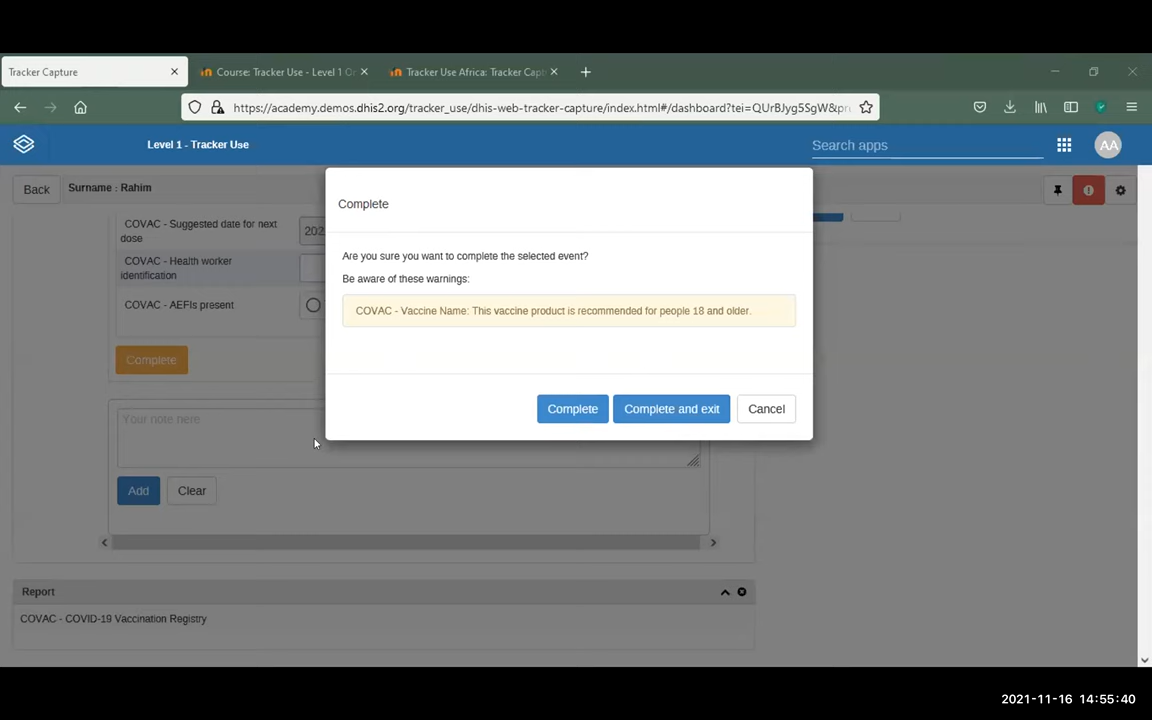 Tracker Capture
Course: Tracker Use - Level 1
Tracker Use Africa: Tracker Capt
https://academy.demos.dhis2.org/tracker_use/dhis-web-tracker-capture/index.html#/dashboard?tei=QUrBJyg5SgW&pr
Level 1 - Tracker Use
Search apps
AA
Back
Surname : Rahim
COVAC - Suggested date for next
dose
202
COVAC - Health worker
identification
COVAC - AEFIs present
Complete
Complete
Are you sure you want to complete the selected event?
Be aware of these warnings:
COVAC - Vaccine Name: This vaccine product is recommended for people 18 and older.
Complete
Complete and exit
Cancel
Your note here
Add
Clear
Report
COVAC - COVID-19 Vaccination Registry
2021-11-16 14:55:40